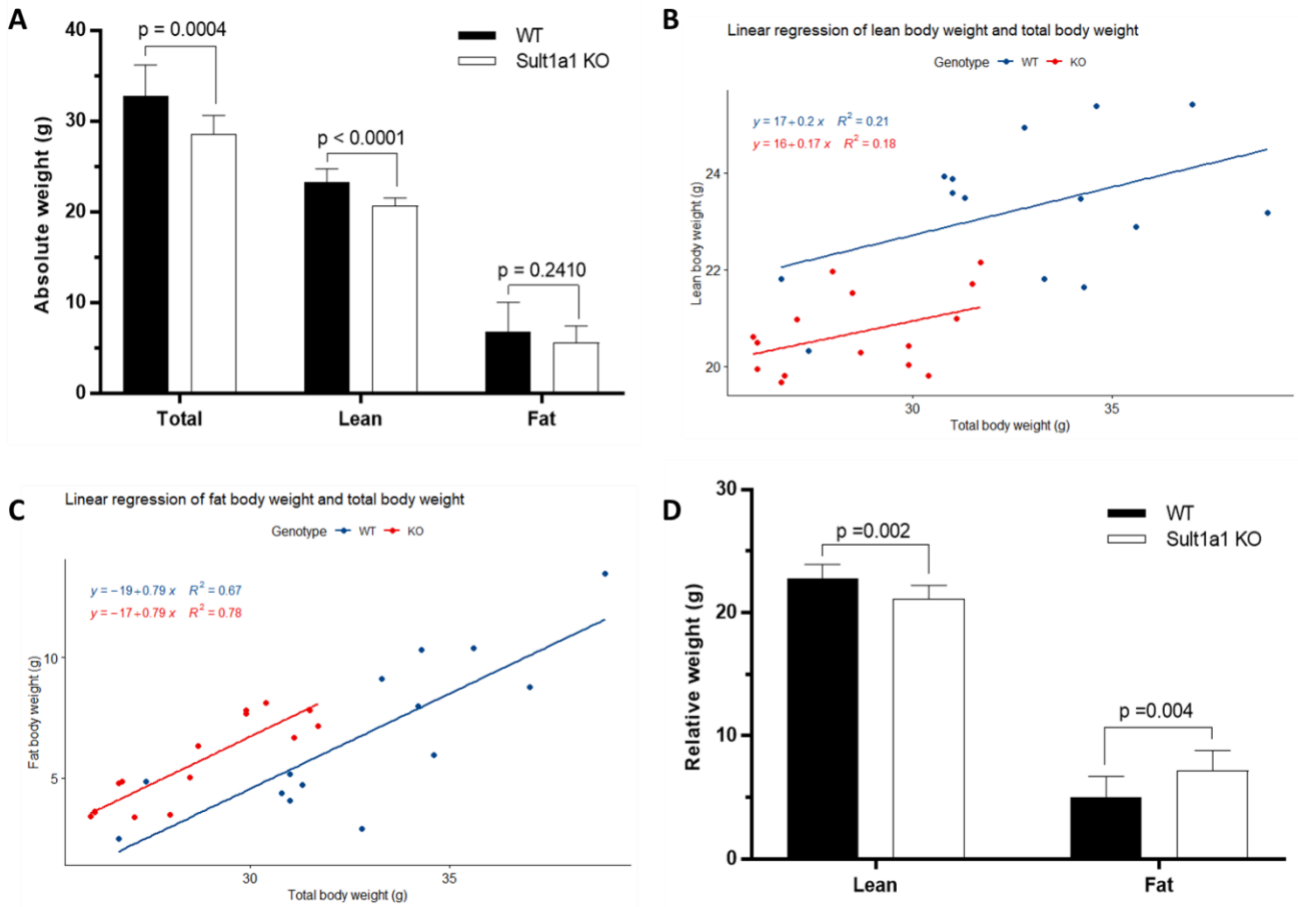 A
Absolute weight (g)
40
30
20
10
0
p = 0.0004
p < 0.0001
p = 0.2410
WT
Sult1a1 KO
Total Lean Fat
B
Linear regression of lean body weight and total body weight
Genotype WT KO
y = 17+0.2 x R² = 0.21
y = 16+0.17 x R² = 0.18
Lean body weight (g)
24
22
20
30 35
Total body weight (g)
C
Linear regression of fat body weight and total body weight
Genotype WT KO
y = −19+0.79 x R² = 0.67
y = −17+0.79 x R² = 0.78
Fat body weight (g)
10
5
30 35
Total body weight (g)
D
Relative weight (g)
30
20
10
0
p =0.002
p =0.004
WT
Sult1a1 KO
Lean Fat